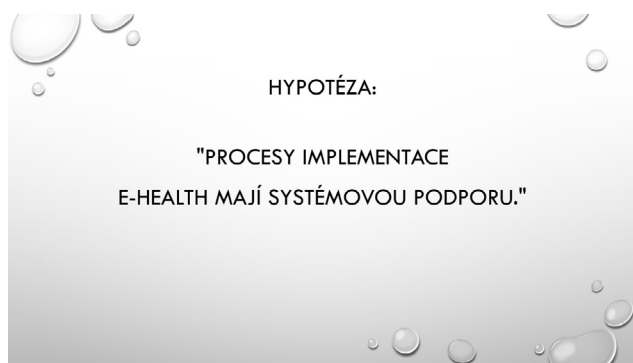 HYPOTÉZA:
"PROCESY IMPLEMENTACE
E-HEALTH MAJÍ SYSTÉMOVOU PODPORU."